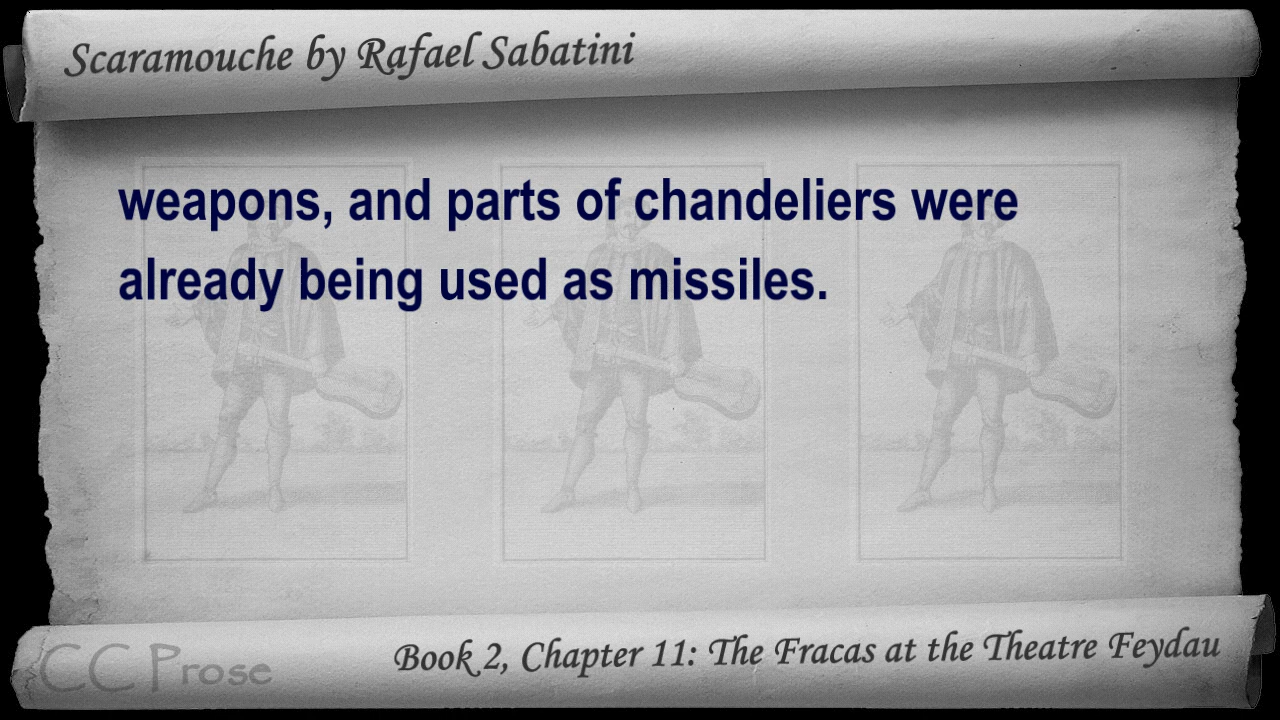 Scaramouche by Rafael Sabatini
weapons, and parts of chandeliers were
already being used as missiles.
CC Prose
Book 2, Chapter 11: The Fracas at the Theatre Feydau